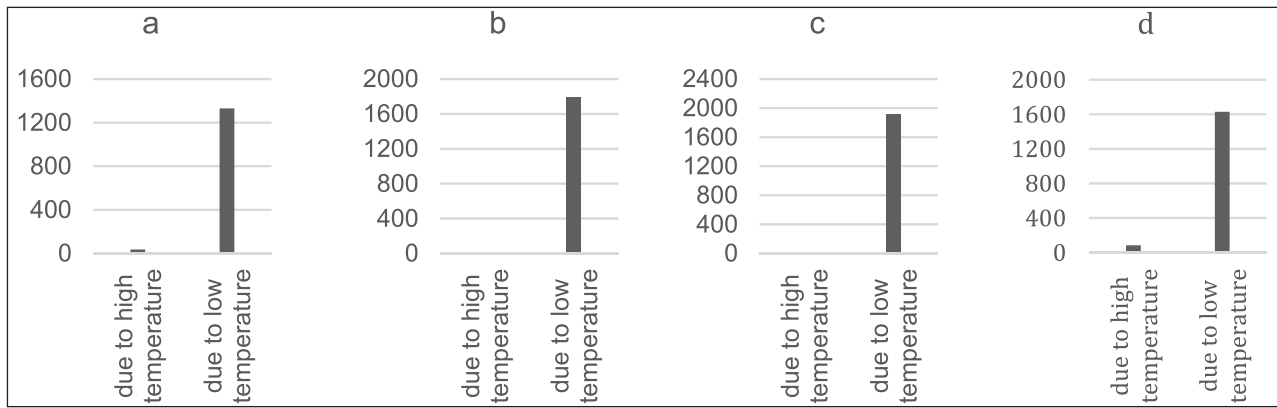 a
1600
1200
800
400
0
due to high
temperature
due to low
temperature
b
2000
1600
1200
800
400
0
due to high
temperature
due to low
temperature
c
2400
2000
1600
1200
800
400
0
due to high
temperature
due to low
temperature
d
2000
1600
1200
800
400
0
due to high
temperature
due to low
temperature